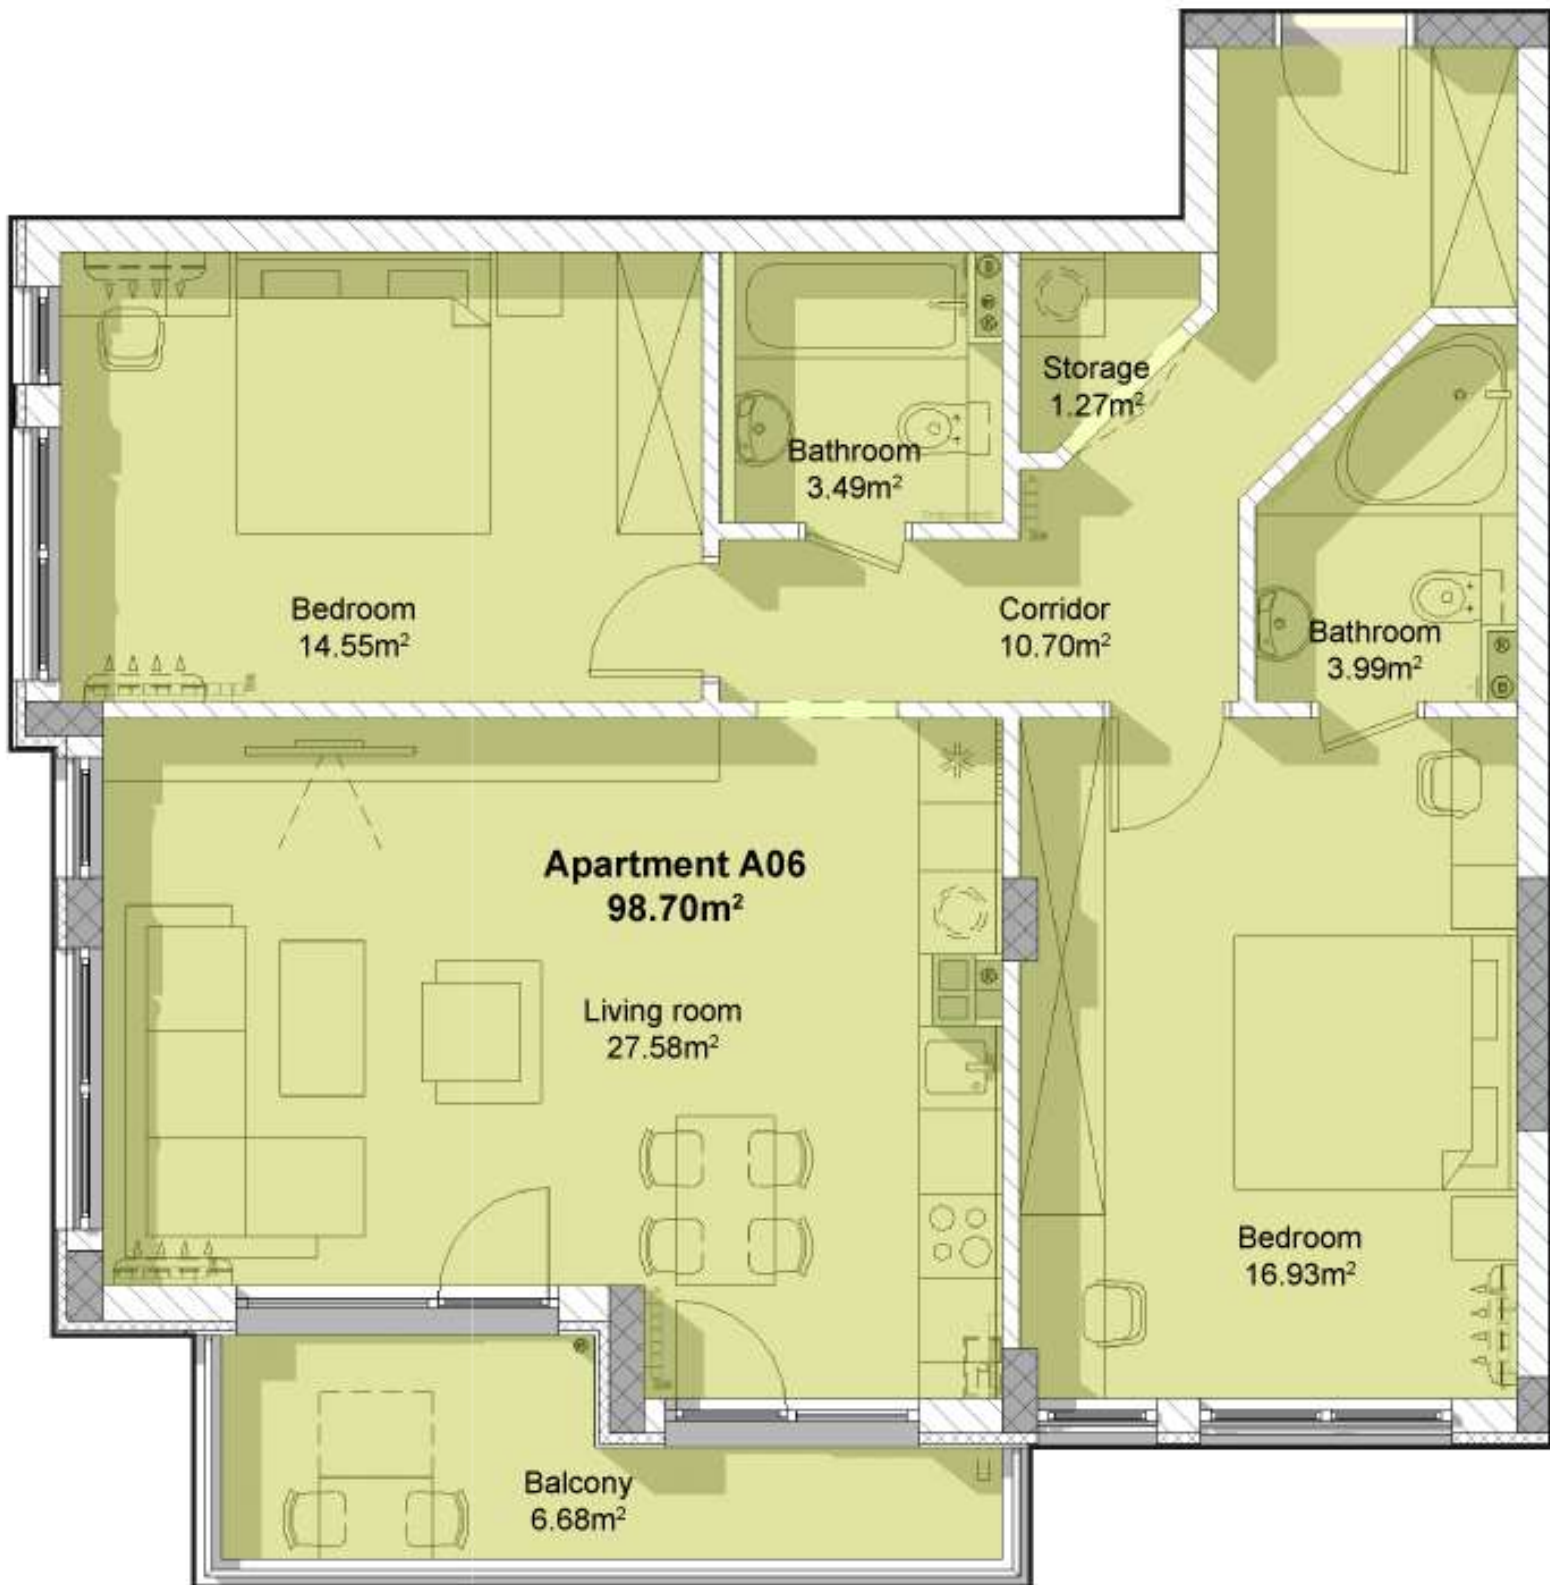 Storage
1.27m²
Bathroom
3.49m²
Bedroom
14.55m²
Corridor
10.70m²
Bathroom
3.99m²
Apartment A06
98.70m²
Living room
27.58m²
Bedroom
16.93m²
Balcony
6.68m²